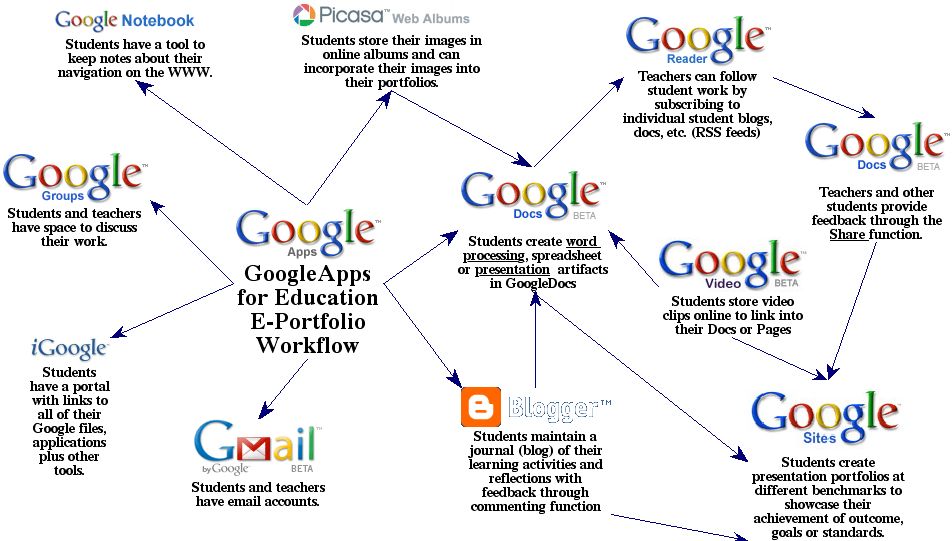 Google Notebook
Students have a tool to
keep notes about their
navigation on the WWW.
Picasa™ Web Albums
Students store their images in
online albums and can
incorporate their images into
their portfolios.
Google™
Reader
Teachers can follow
student work by
subscribing to
individual student blogs,
docs, etc. (RSS feeds)
Google™
Docs BETA
Teachers and other
students provide
feedback through the
Share function.
Google™
Groups
Students and teachers
have space to discuss
their work.
Google™
Apps
GoogleApps
for Education
E-Portfolio
Workflow
Google™
Docs BETA
Students create word
processing, spreadsheet
or presentation artifacts
in GoogleDocs
Google™
Video BETA
Students store video
clips online to link into
their Docs or Pages
iGoogle™
Students
have a portal
with links to
all of their
Google files,
applications
plus other
tools.
Gmail™
by Google BETA
Students and teachers
have email accounts.
Blogger™
Students maintain a
journal (blog) of their
learning activities and
reflections with
feedback through
commenting function
Google™
Sites
Students create
presentation portfolios at
different benchmarks to
showcase their
achievement of outcome,
goals or standards.